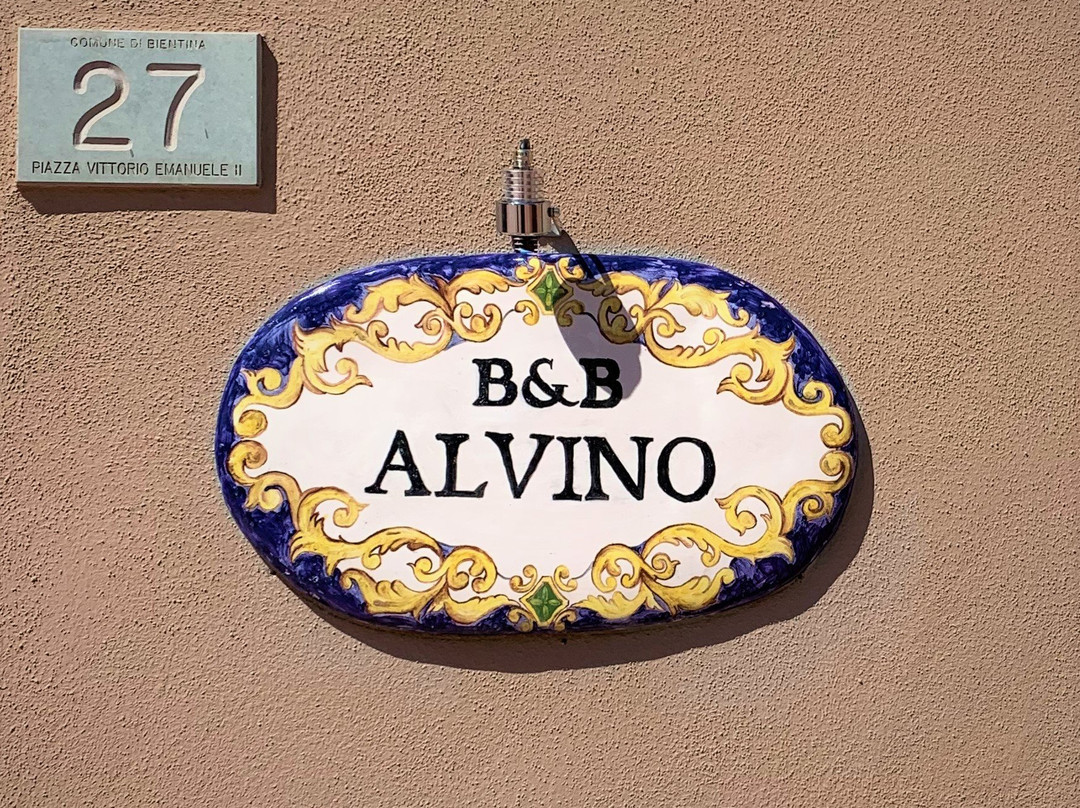 COMUNE DI BIENTINA
27
PIAZZA VITTORIO EMANUELE II
B&B
ALVINO